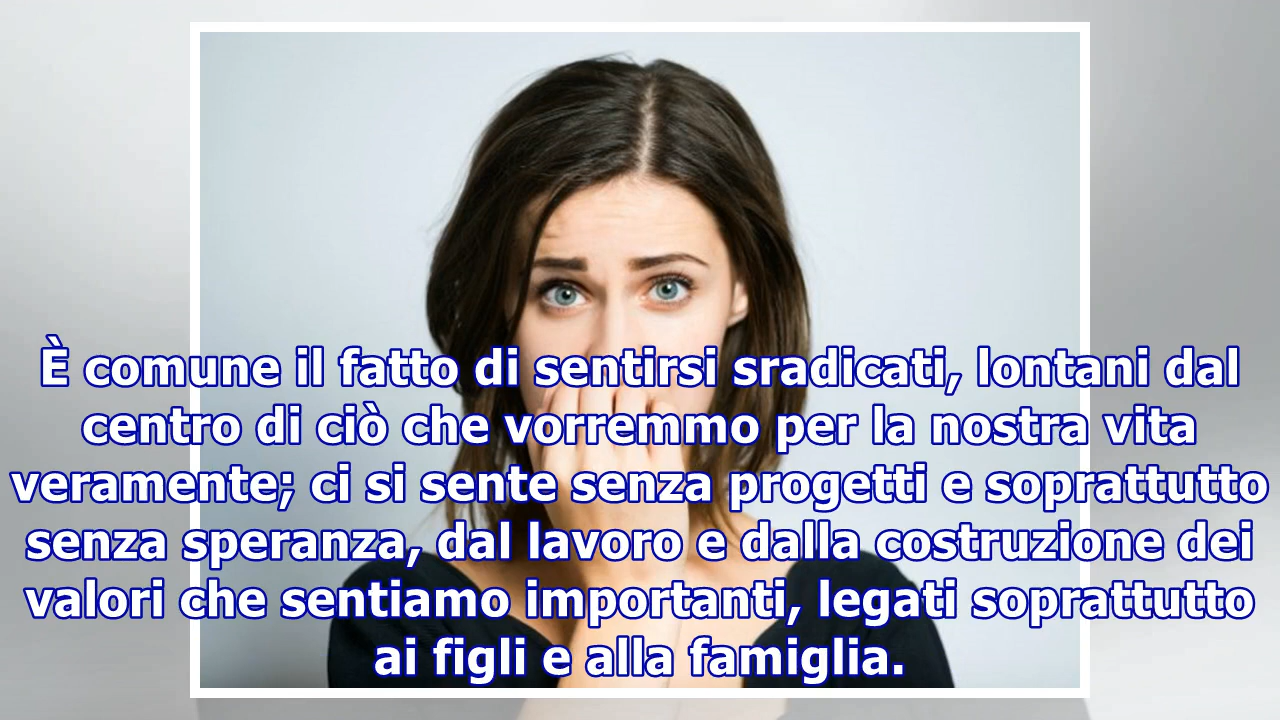 È comune il fatto di sentirsi sradicati, lontani dal
centro di ciò che vorremmo per la nostra vita
veramente; ci si sente senza progetti e soprattutto
senza speranza, dal lavoro e dalla costruzione dei
valori che sentiamo importanti, legati soprattutto
ai figli e alla famiglia.